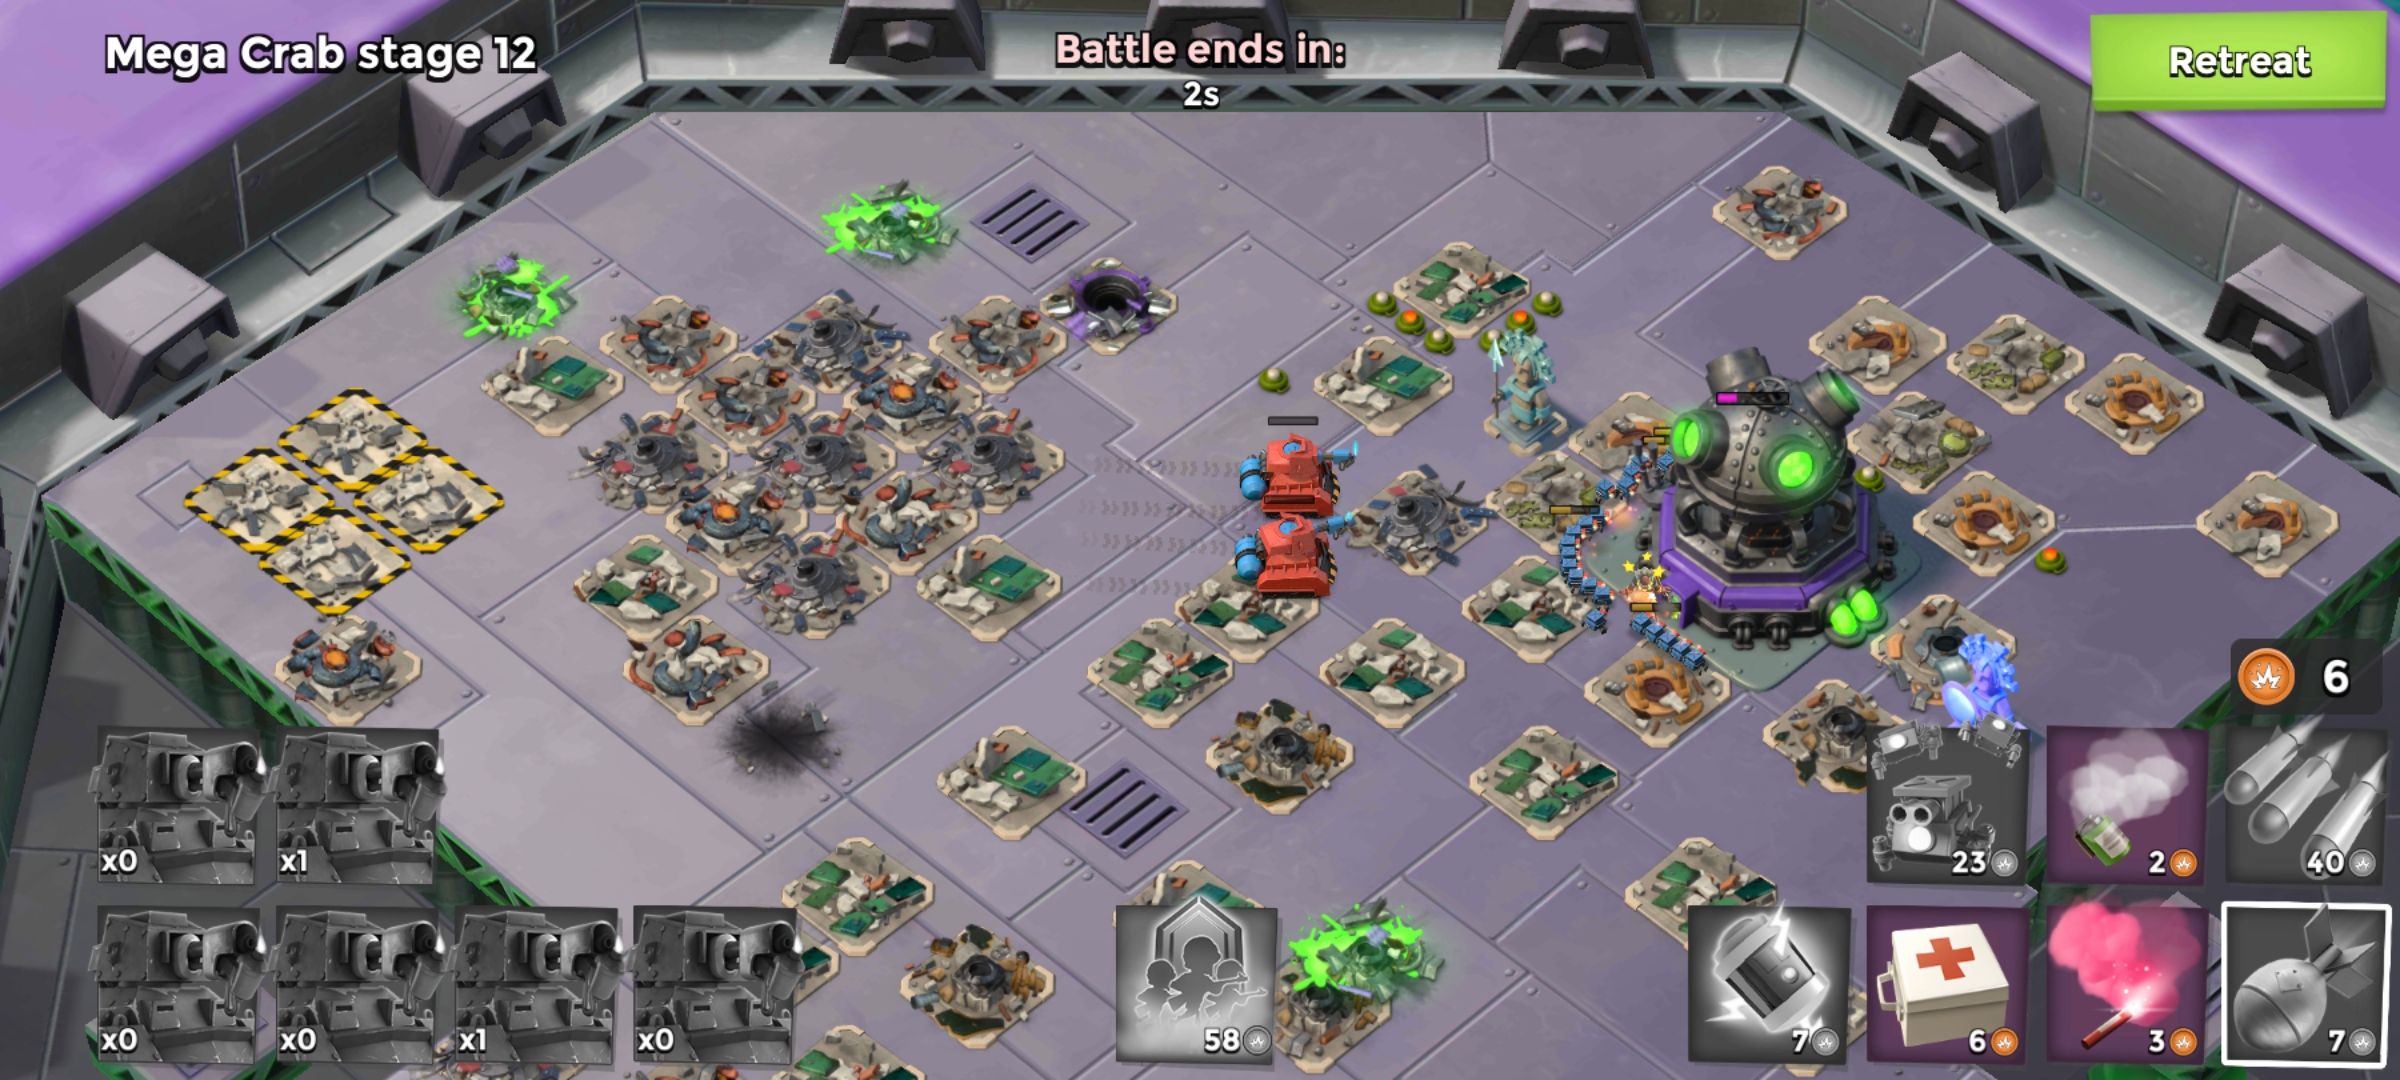 Mega Crab stage 12
Battle ends in:
2s
Retreat
6
x0
x1
23
2
40
x0
x0
x1
x0
58
7
6
3
7